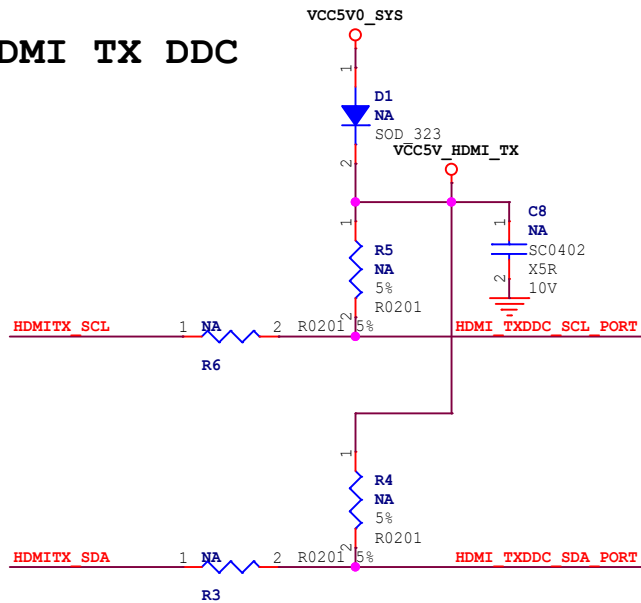 VCC5V0_SYS
DMI TX DDC
1
D1
NA
SOD_323
2
VCC5V_HDMI_TX
1
R5
NA
5%
R0201
2
1
C8
NA
SC0402
X5R
10V
2
HDMITX_SCL
1 NA 2 R0201 5%
R6
HDMI_TXDDC_SCL_PORT
1
R4
NA
5%
R0201
2
HDMITX_SDA
1 NA 2 R0201 5%
R3
HDMI_TXDDC_SDA_PORT